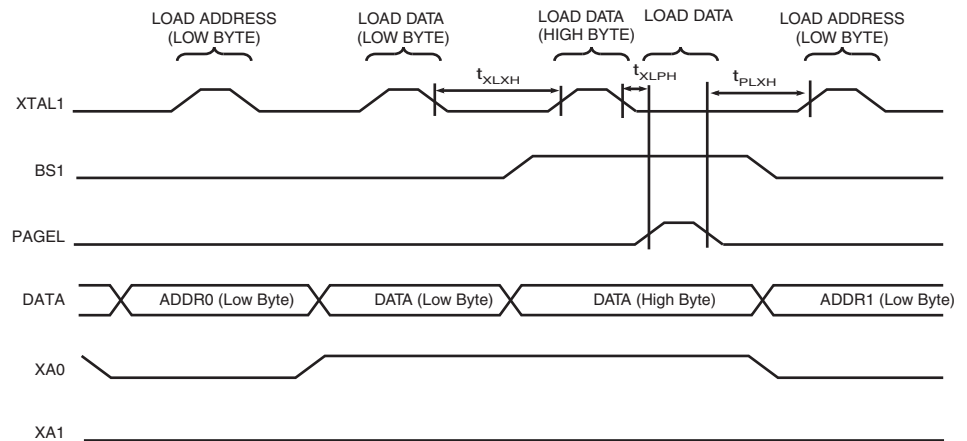 LOAD ADDRESS
(LOW BYTE)
LOAD DATA
(LOW BYTE)
LOAD DATA
(HIGH BYTE)
LOAD DATA
LOAD ADDRESS
(LOW BYTE)
tXLXH
tXLPH
tPLXH
XTAL1
BS1
PAGEL
DATA
ADDR0 (Low Byte)
DATA (Low Byte)
DATA (High Byte)
ADDR1 (Low Byte)
XA0
XA1